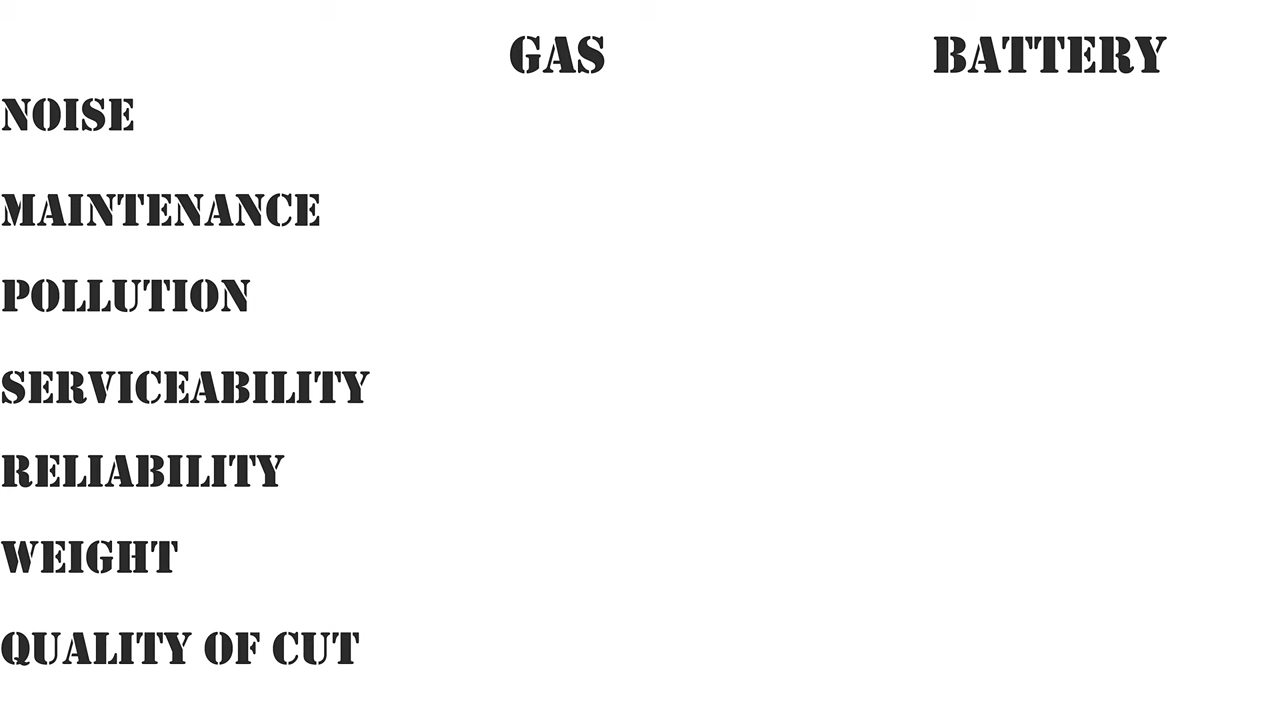 GAS BATTERY
NOISE
MAINTENANCE
POLLUTION
SERVICEABILITY
RELIABILITY
WEIGHT
QUALITY OF CUT